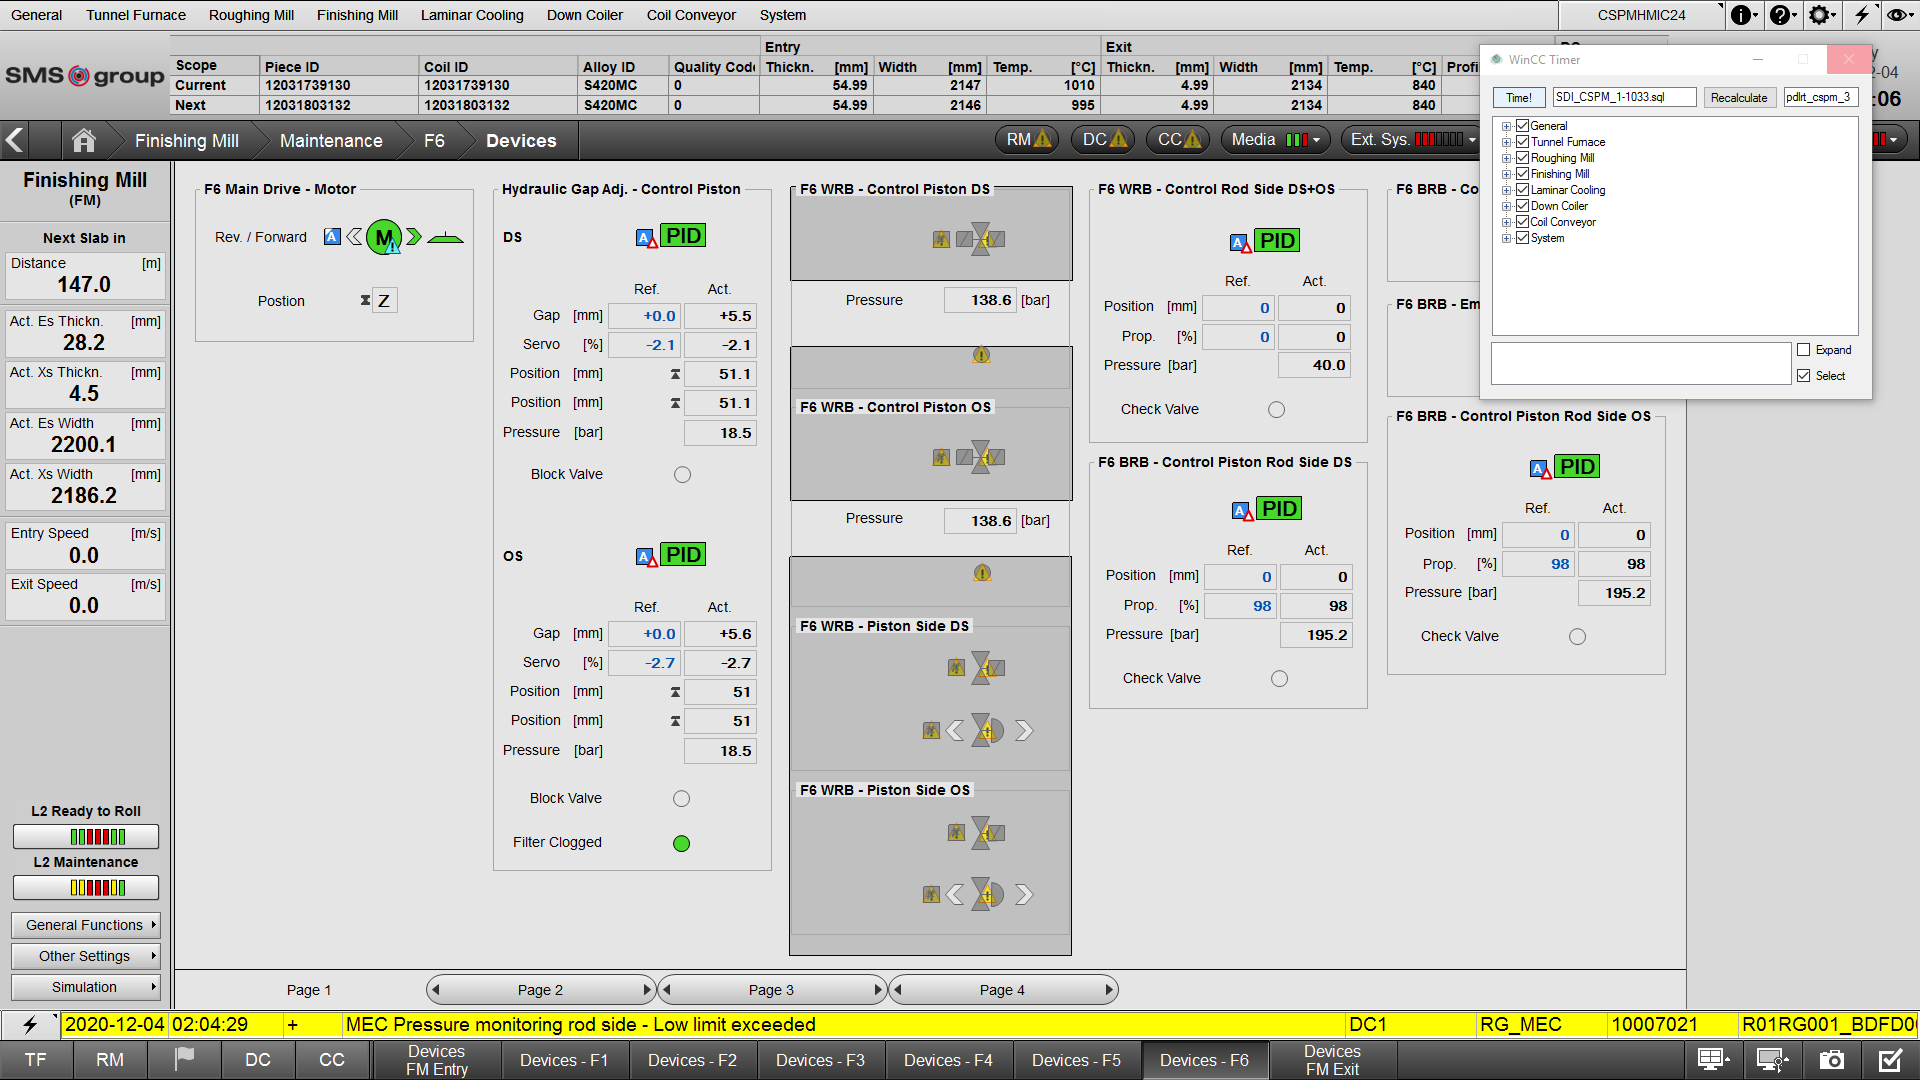 General Tunnel Furnace Roughing Mill Finishing Mill Laminar Cooling Down Coiler Coil Conveyor System CSPMHMIC24
SMS group
Entry Exit
Scope Piece ID Coil ID Alloy ID Quality Code Thickn. [mm] Width [mm] Temp. [°C] Thickn. [mm] Width [mm] Temp. [°C]
Current 12031739130 12031739130 S420MC 0 54.99 2147 1010 4.99 2134 840
Next 12031803132 12031803132 S420MC 0 54.99 2146 995 4.99 2134 840
-04
:06
Finishing Mill Maintenance F6 Devices RM DC CC Media Ext. Sys.
WinCC Timer
Time! SDI_CSPM_1-1033.sql Recalculate pdlrt_cspm_3
General
Tunnel Furnace
Roughing Mill
Finishing Mill
Laminar Cooling
Down Coiler
Coil Conveyor
System
Expand
Select
Finishing Mill
(FM)
Next Slab in
Distance [m]
147.0
Act. Es Thickn. [mm]
28.2
Act. Xs Thickn. [mm]
4.5
Act. Es Width [mm]
2200.1
Act. Xs Width [mm]
2186.2
Entry Speed [m/s]
0.0
Exit Speed [m/s]
0.0
L2 Ready to Roll
L2 Maintenance
General Functions
Other Settings
Simulation
F6 Main Drive - Motor
Rev. / Forward A M
Postion Z
Hydraulic Gap Adj. - Control Piston
DS A PID
Ref. Act.
Gap [mm] +0.0 +5.5
Servo [%] -2.1 -2.1
Position [mm] 51.1
Position [mm] 51.1
Pressure [bar] 18.5
Block Valve
OS A PID
Ref. Act.
Gap [mm] +0.0 +5.6
Servo [%] -2.7 -2.7
Position [mm] 51
Position [mm] 51
Pressure [bar] 18.5
Block Valve
Filter Clogged
F6 WRB - Control Piston DS
Pressure 138.6 [bar]
F6 WRB - Control Piston OS
Pressure 138.6 [bar]
F6 WRB - Piston Side DS
F6 WRB - Piston Side OS
F6 WRB - Control Rod Side DS+OS
A PID
Ref. Act.
Position [mm] 0 0
Prop. [%] 0 0
Pressure [bar] 40.0
Check Valve
F6 BRB - Control Piston Rod Side DS
A PID
Ref. Act.
Position [mm] 0 0
Prop. [%] 98 98
Pressure [bar] 195.2
Check Valve
F6 BRB - Co
F6 BRB - Em
F6 BRB - Control Piston Rod Side OS
A PID
Ref. Act.
Position [mm] 0 0
Prop. [%] 98 98
Pressure [bar] 195.2
Check Valve
Page 1 Page 2 Page 3 Page 4
2020-12-04 02:04:29 + MEC Pressure monitoring rod side - Low limit exceeded DC1 RG_MEC 10007021 R01RG001_BDFD0
TF RM DC CC Devices FM Entry Devices - F1 Devices - F2 Devices - F3 Devices - F4 Devices - F5 Devices - F6 Devices FM Exit